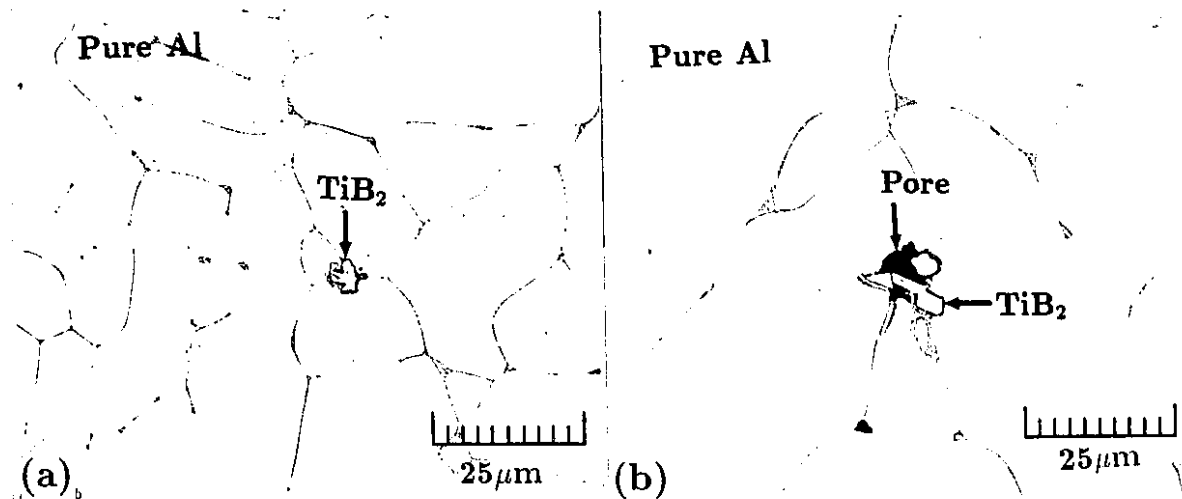 Pure Al
TiB₂
25μm
(a)
Pure Al
Pore
TiB₂
25μm
(b)